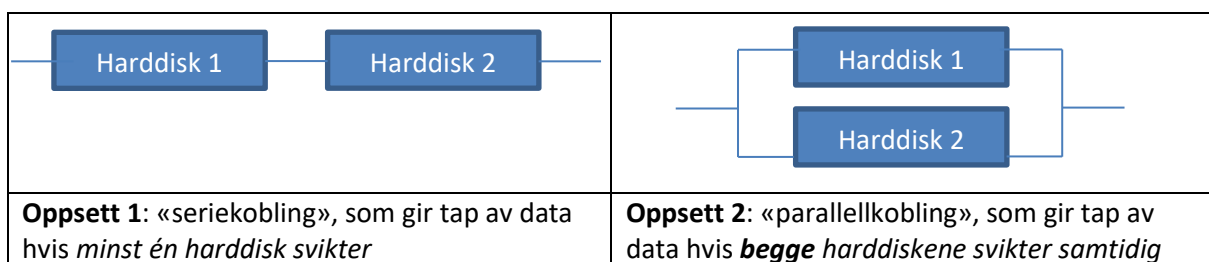 Harddisk 1
Harddisk 2
Harddisk 1
Harddisk 2
Oppsett 1: «seriekobling», som gir tap av data
hvis minst én harddisk svikter
Oppsett 2: «parallellkobling», som gir tap av
data hvis begge harddiskene svikter samtidig